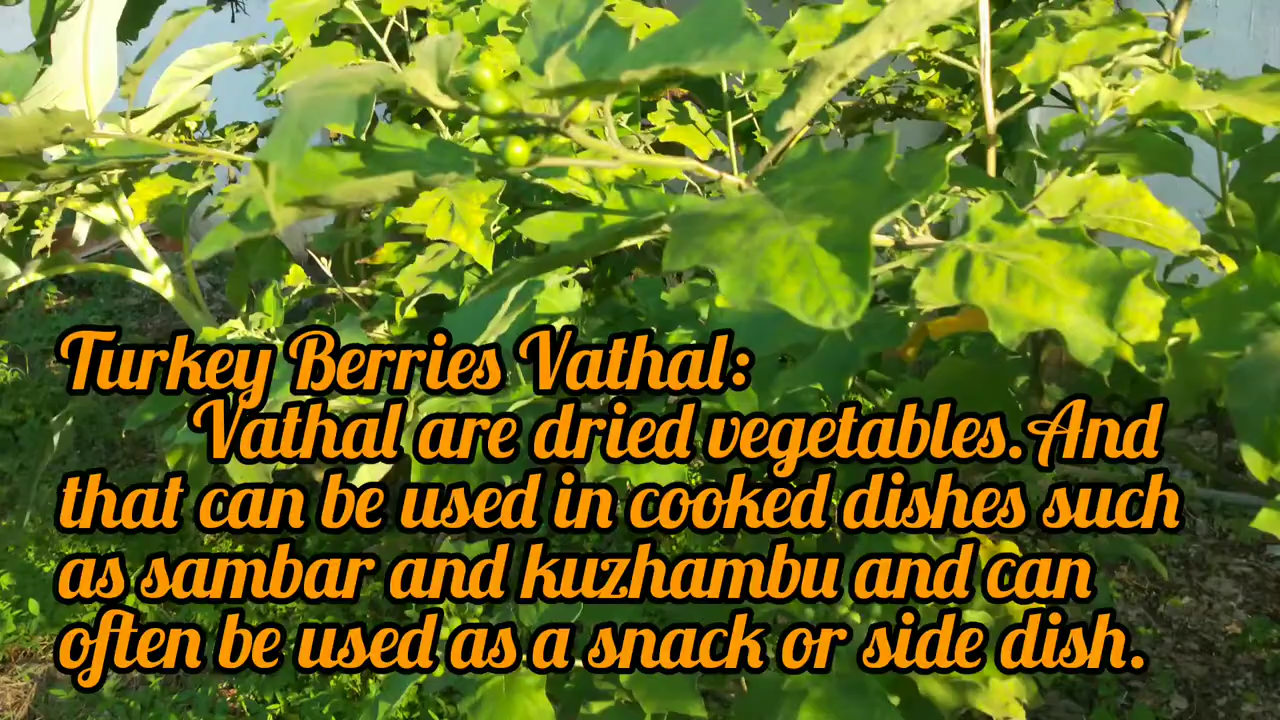 Turkey Berries Vathal:
Vathal are dried vegetables.And
that can be used in cooked dishes such
as sambar and kuzhambu and can
often be used as a snack or side dish.